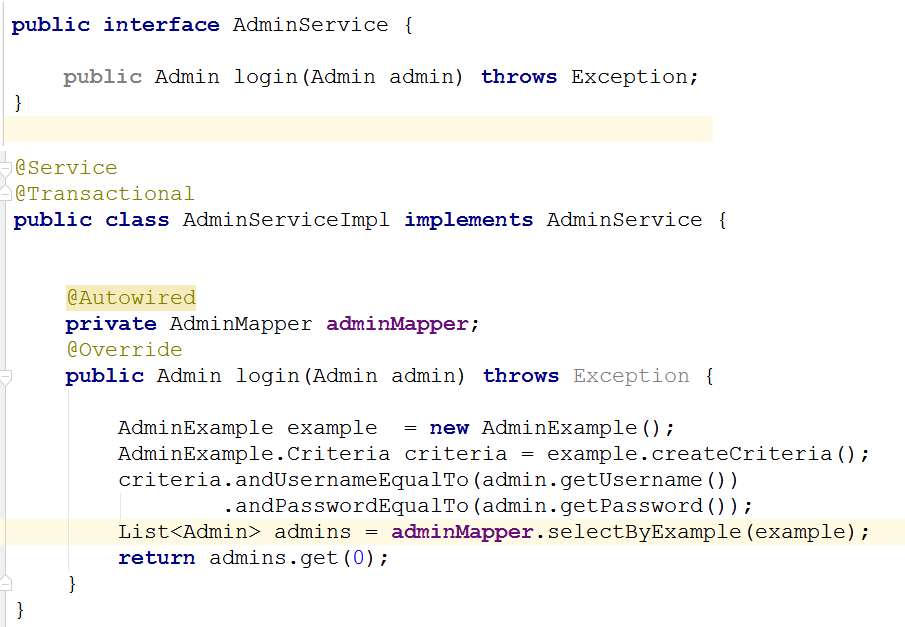 public interface AdminService {
    public Admin login(Admin admin) throws Exception;
}
@Service
@Transactional
public class AdminServiceImpl implements AdminService {
    @Autowired
    private AdminMapper adminMapper;
    @Override
    public Admin login(Admin admin) throws Exception {
        AdminExample example  = new AdminExample();
        AdminExample.Criteria criteria = example.createCriteria();
        criteria.andUsernameEqualTo(admin.getUsername())
                .andPasswordEqualTo(admin.getPassword());
        List<Admin> admins = adminMapper.selectByExample(example);
        return admins.get(0);
    }
}